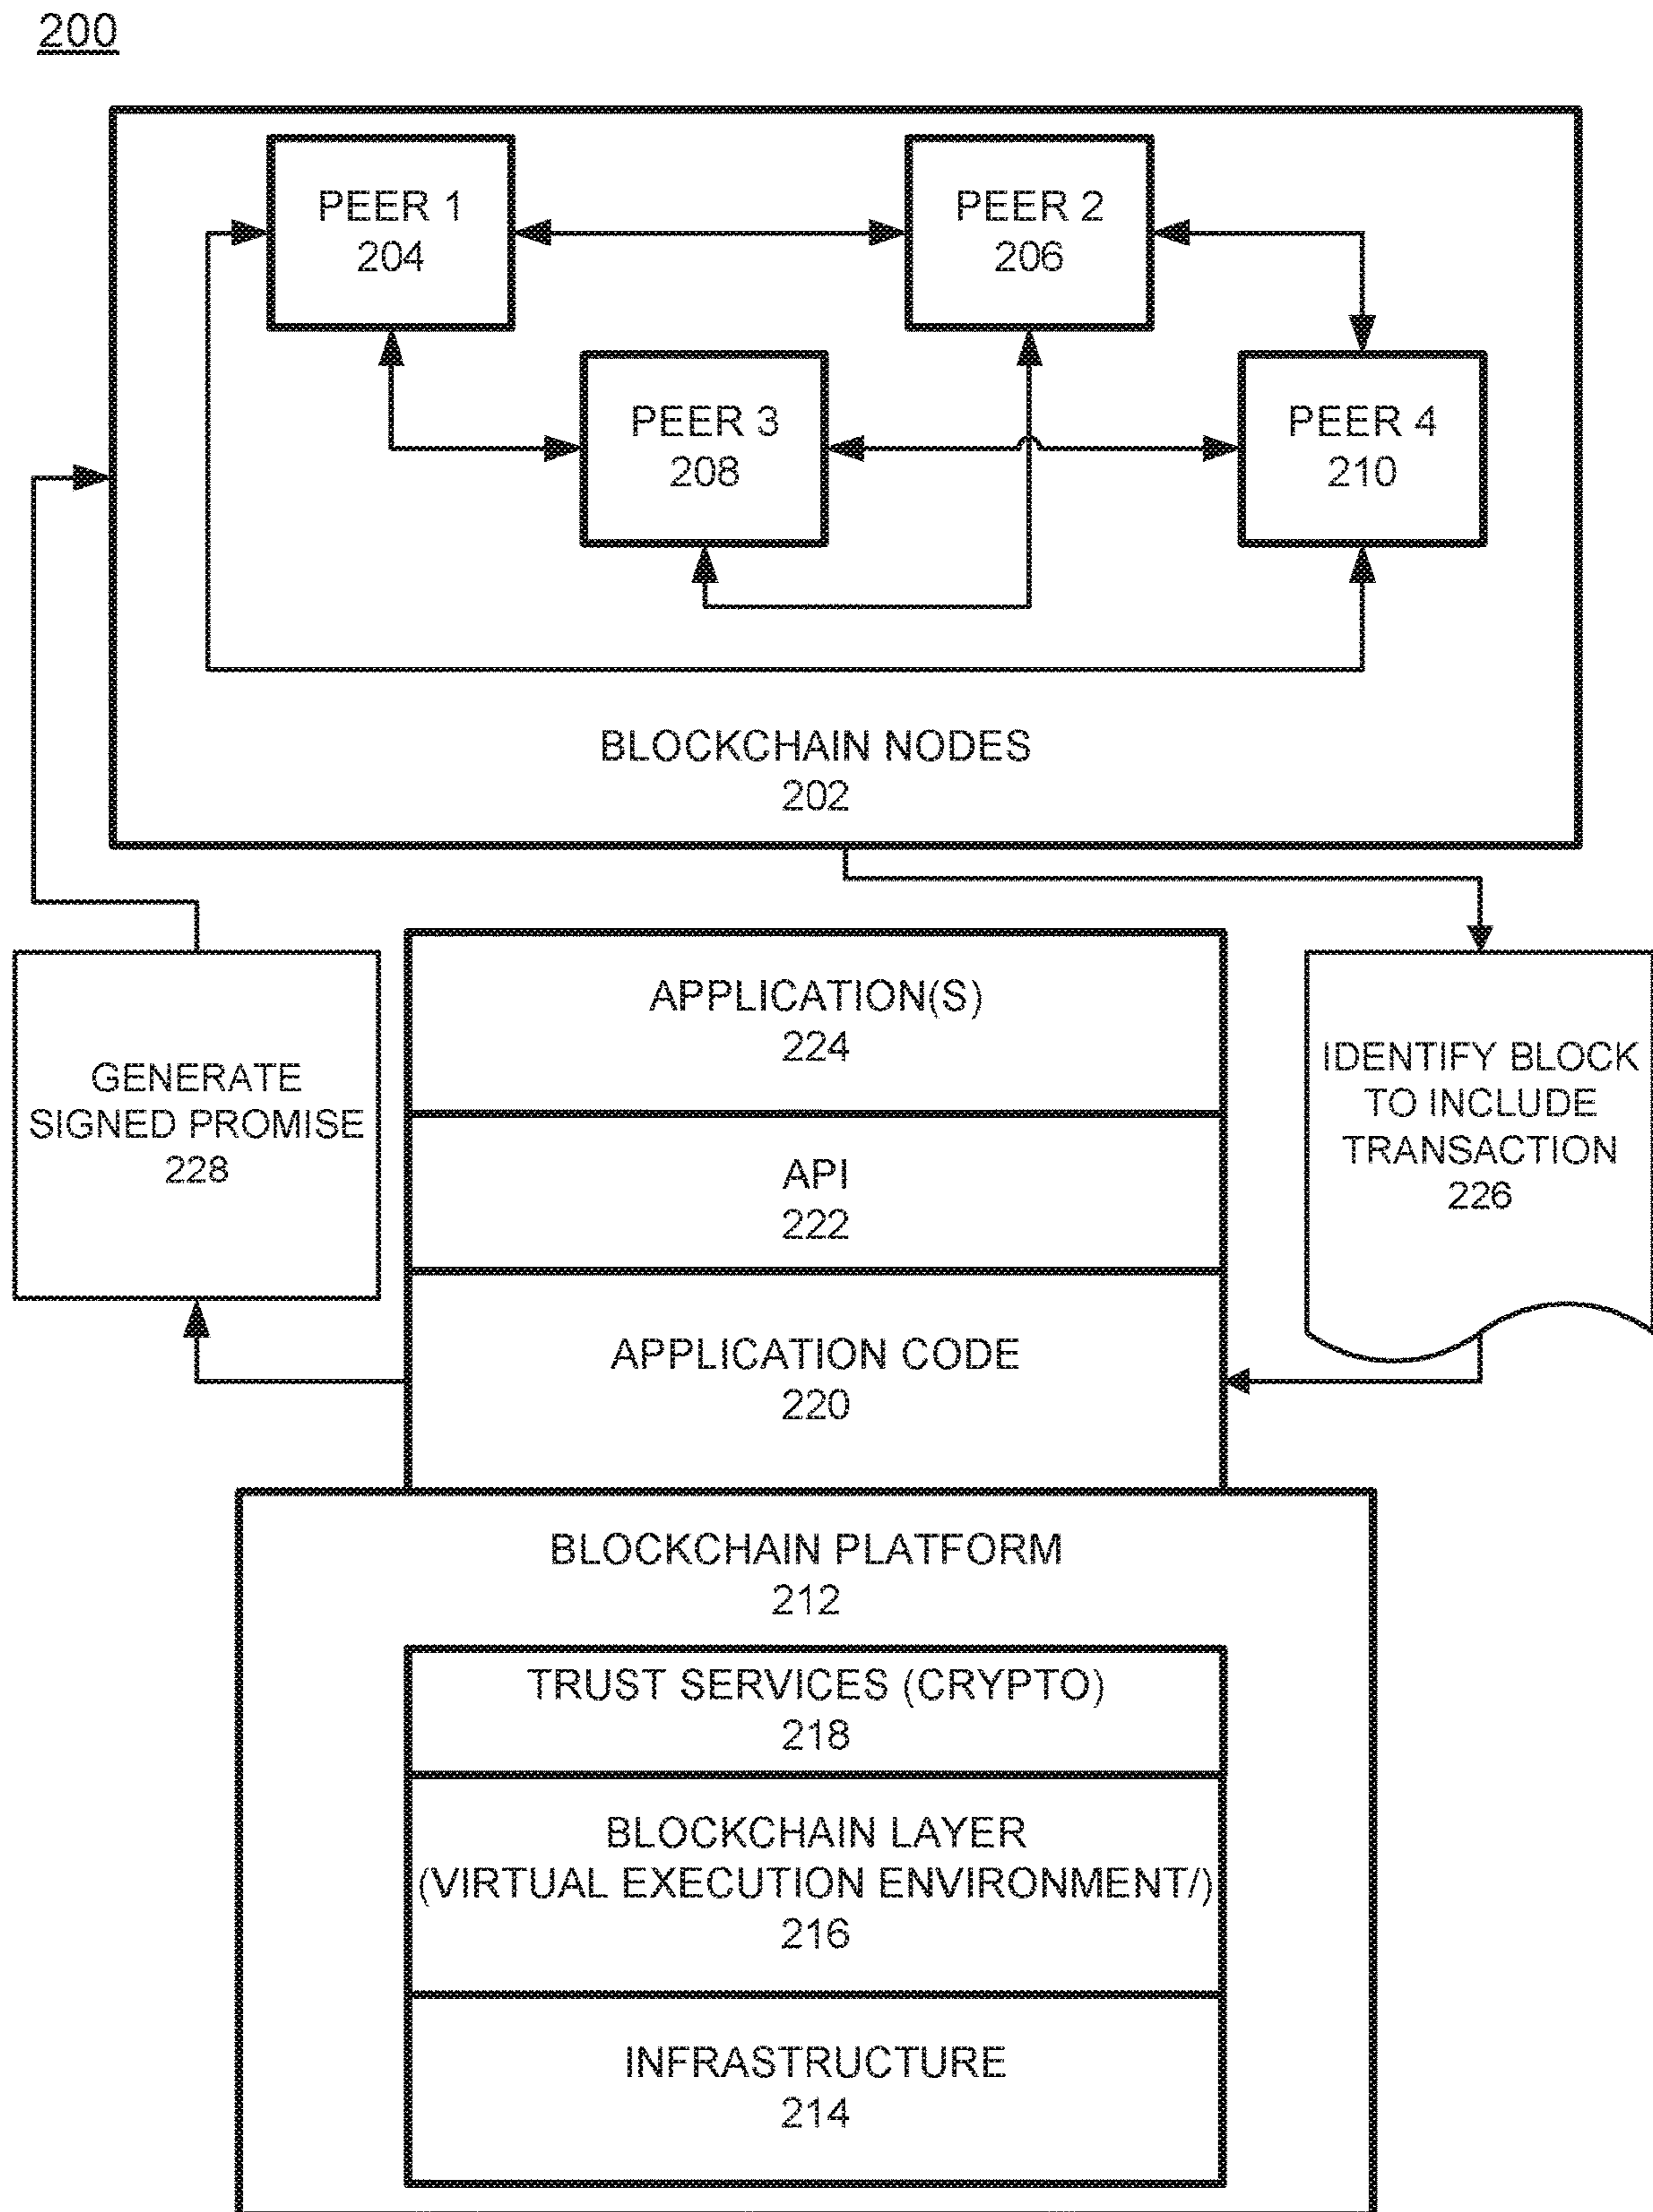 200
PEER 1
204
PEER 2
206
PEER 3
208
PEER 4
210
BLOCKCHAIN NODES
202
GENERATE
SIGNED PROMISE
228
APPLICATION(S)
224
API
222
APPLICATION CODE
220
IDENTIFY BLOCK
TO INCLUDE
TRANSACTION
226
BLOCKCHAIN PLATFORM
212
TRUST SERVICES (CRYPTO)
218
BLOCKCHAIN LAYER
(VIRTUAL EXECUTION ENVIRONMENT/)
216
INFRASTRUCTURE
214